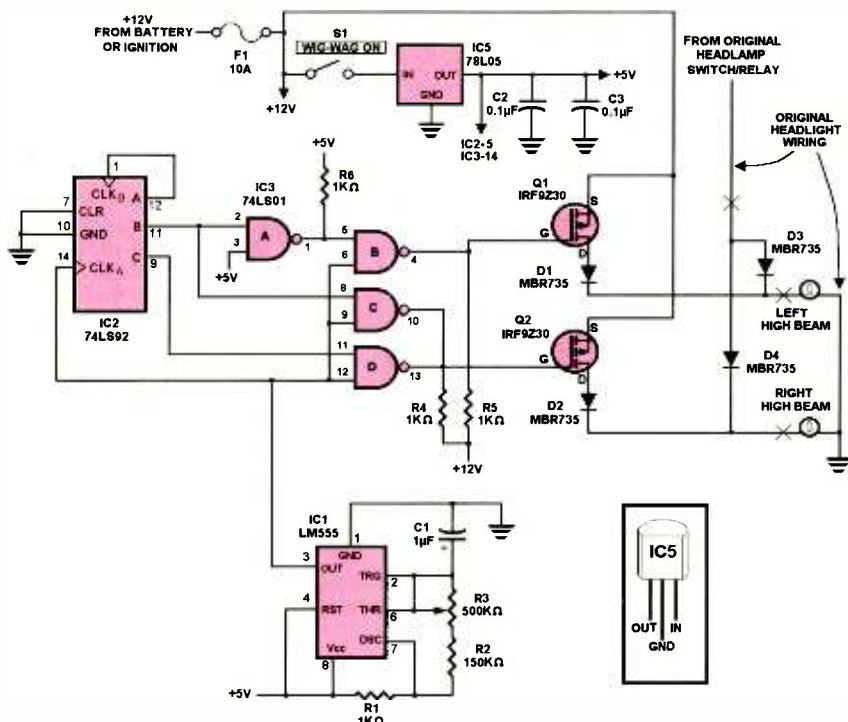 +12V
FROM BATTERY
OR IGNITION
F1
10A
S1
WIG-WAG ON
+12V
IC5
78L05
IN
OUT
GND
+5V
C2
0.1µF
C3
0.1µF
IC2-5
IC3-14
FROM ORIGINAL
HEADLAMP
SWITCH/RELAY
ORIGINAL
HEADLIGHT
WIRING
1
CLKB
A
12
7
CLR
B
11
10
GND
C
9
14
CLKA
IC2
74LS92
IC3
74LS01
+5V
R6
1KΩ
2
3
A
1
+5V
5
6
B
4
8
9
C
10
11
12
D
13
R4
1KΩ
R5
1KΩ
+12V
Q1
IRF9Z30
S
G
D
D1
MBR735
Q2
IRF9Z30
S
G
D
D2
MBR735
D3
MBR735
LEFT
HIGH BEAM
D4
MBR735
RIGHT
HIGH BEAM
IC1
LM555
1
GND
3
OUT
TRG
2
4
RST
THR
6
DSC
7
Vcc
8
C1
1µF
R3
500KΩ
R2
150KΩ
+5V
R1
1KΩ
IC5
OUT
IN
GND